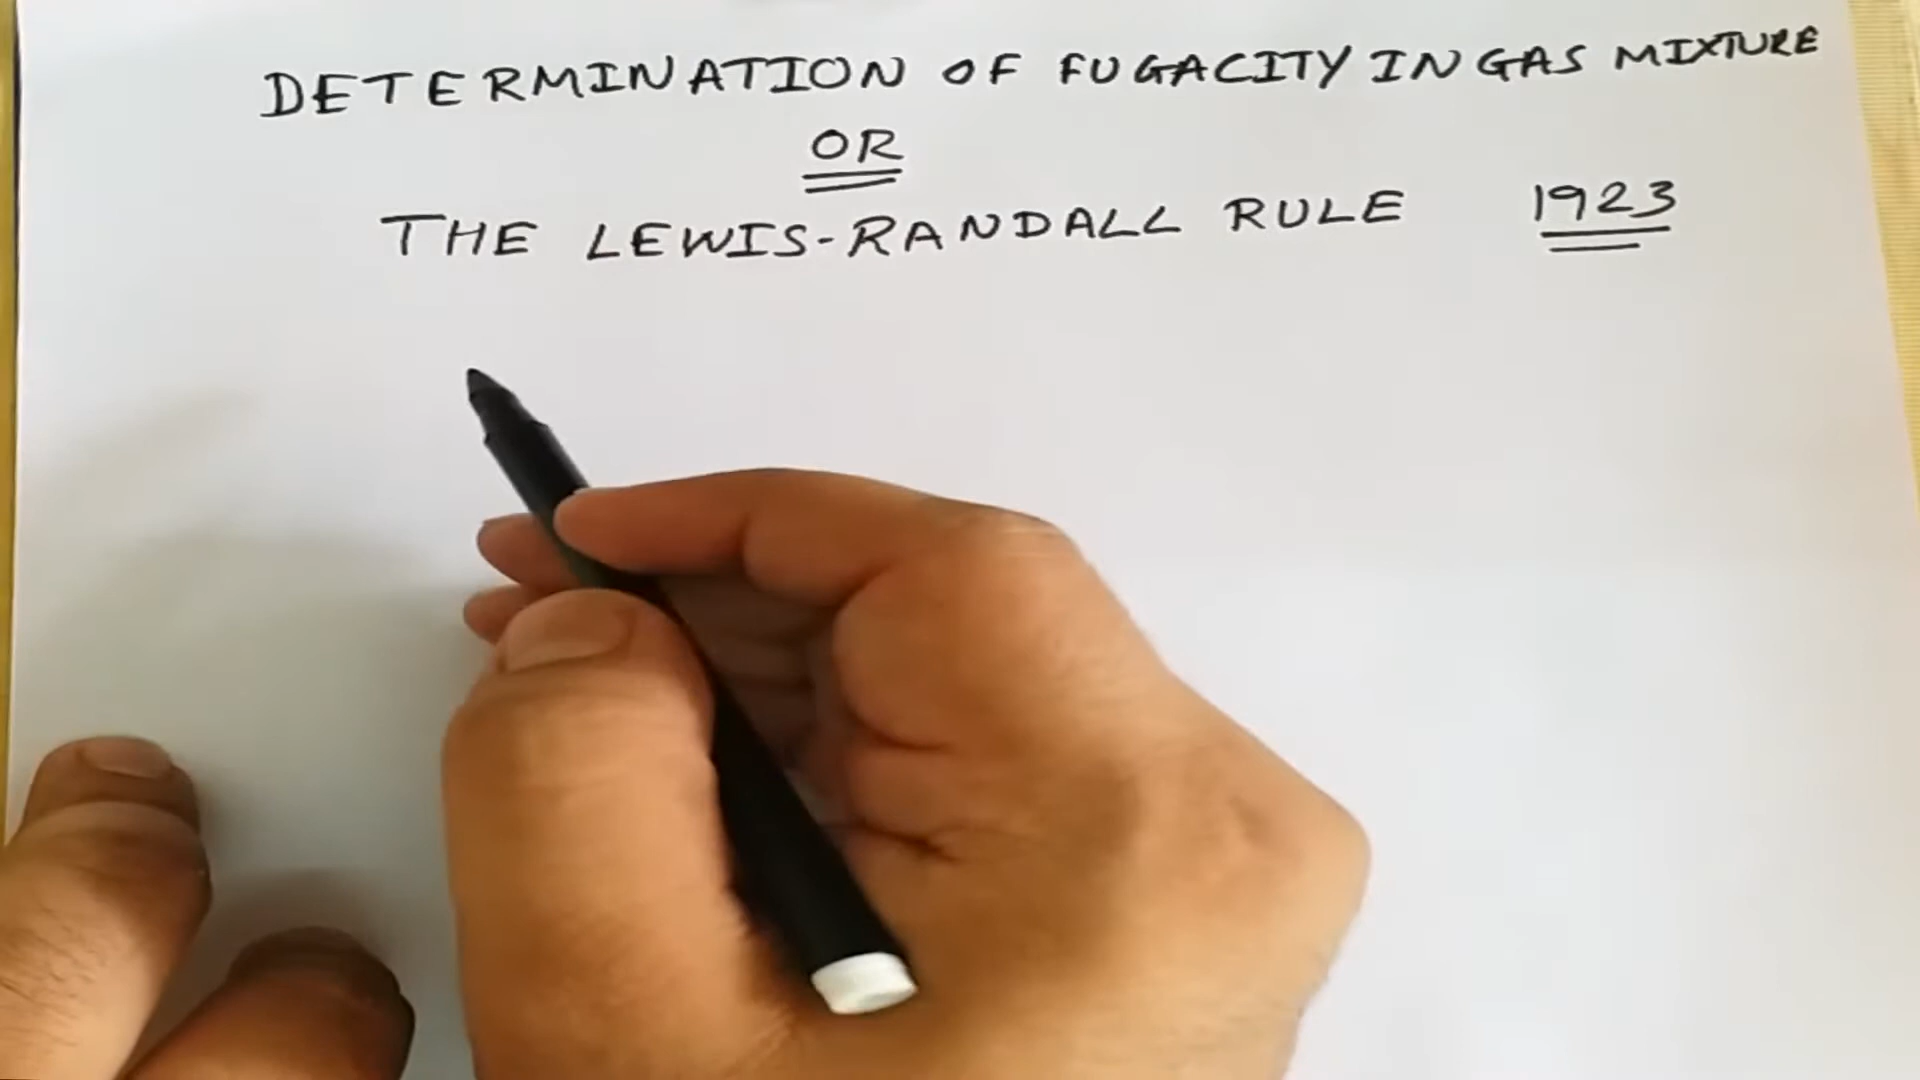 DETERMINATION OF FUGACITY IN GAS MIXTURE
OR
THE LEWIS-RANDALL RULE 1923